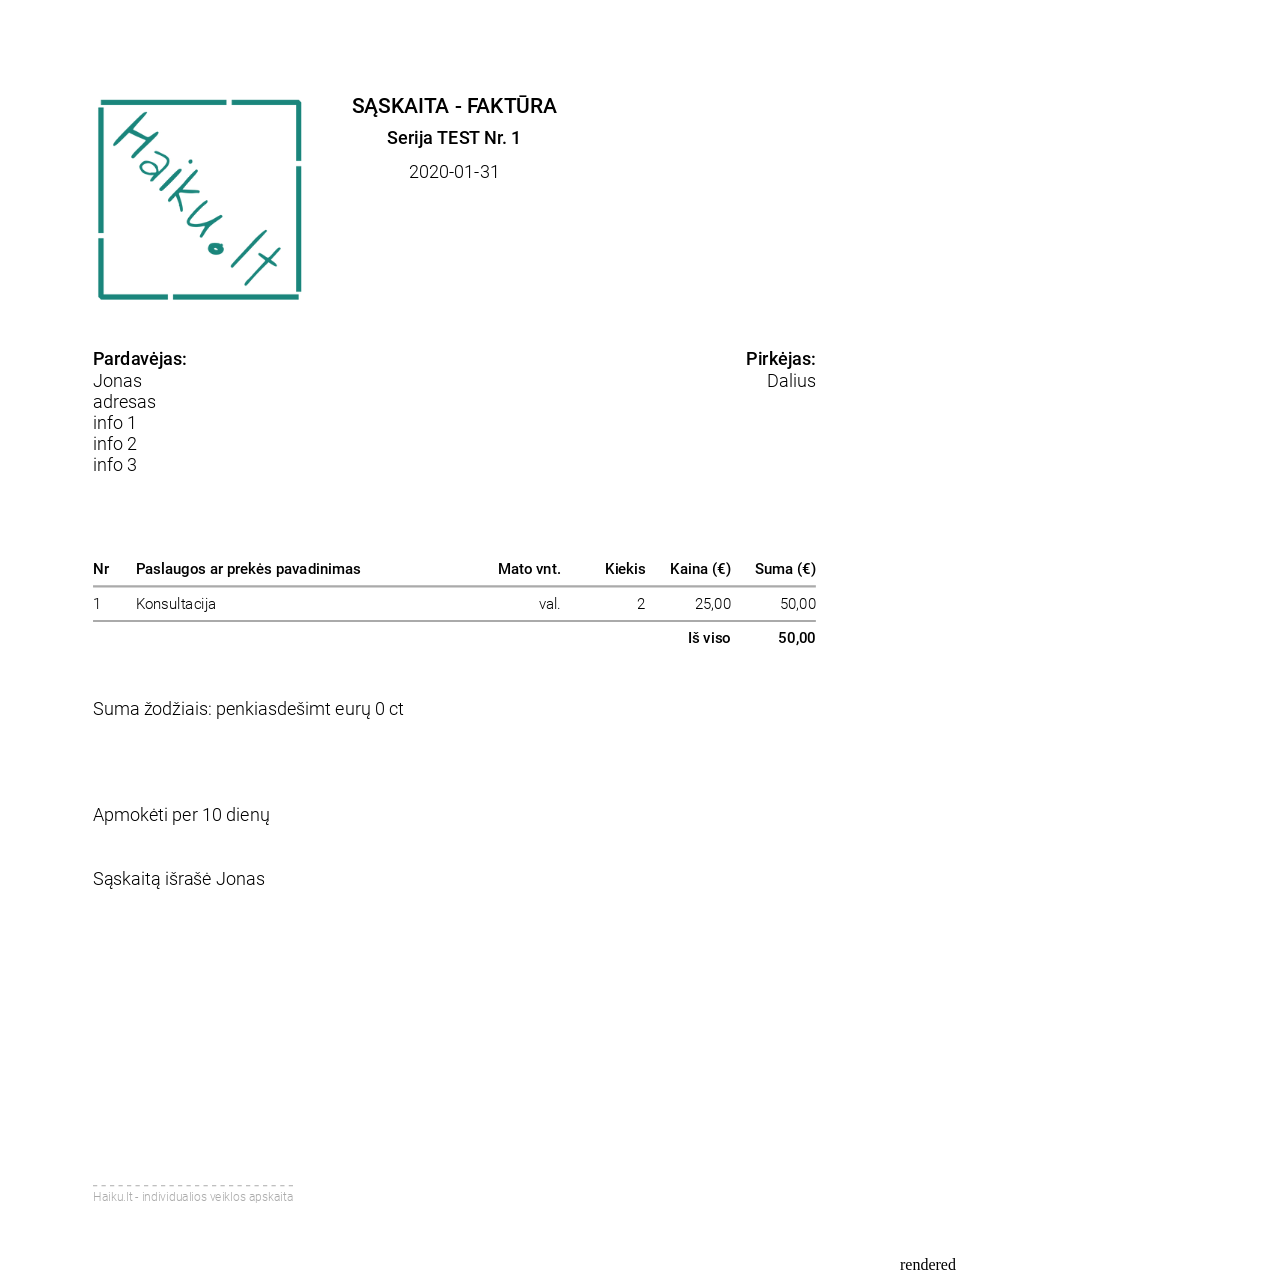 Haiku.lt
SĄSKAITA - FAKTŪRA
Serija TEST Nr. 1
2020-01-31
Pardavėjas:
Jonas
adresas
info 1
info 2
info 3
Pirkėjas:
Dalius
Nr Paslaugos ar prekės pavadinimas Mato vnt. Kiekis Kaina (€) Suma (€)
1 Konsultacija val. 2 25,00 50,00
Iš viso 50,00
Suma žodžiais: penkiasdešimt eurų 0 ct
Apmokėti per 10 dienų
Sąskaitą išrašė Jonas
Haiku.lt - individualios veiklos apskaita
rendered